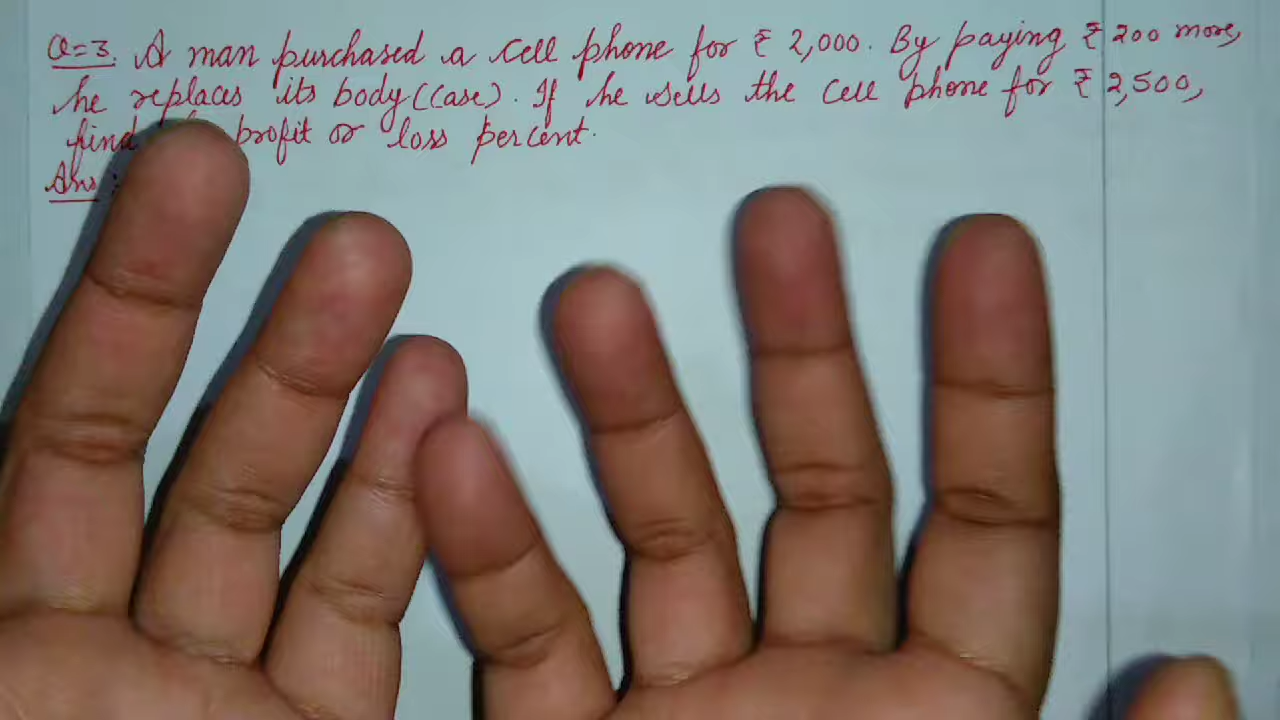 Q=3. A man purchased a cell phone for ₹ 2,000. By paying ₹ 200 more,
he replaces its body (Case). If he sells the cell phone for ₹ 2,500,
find profit or loss percent.
Ans :